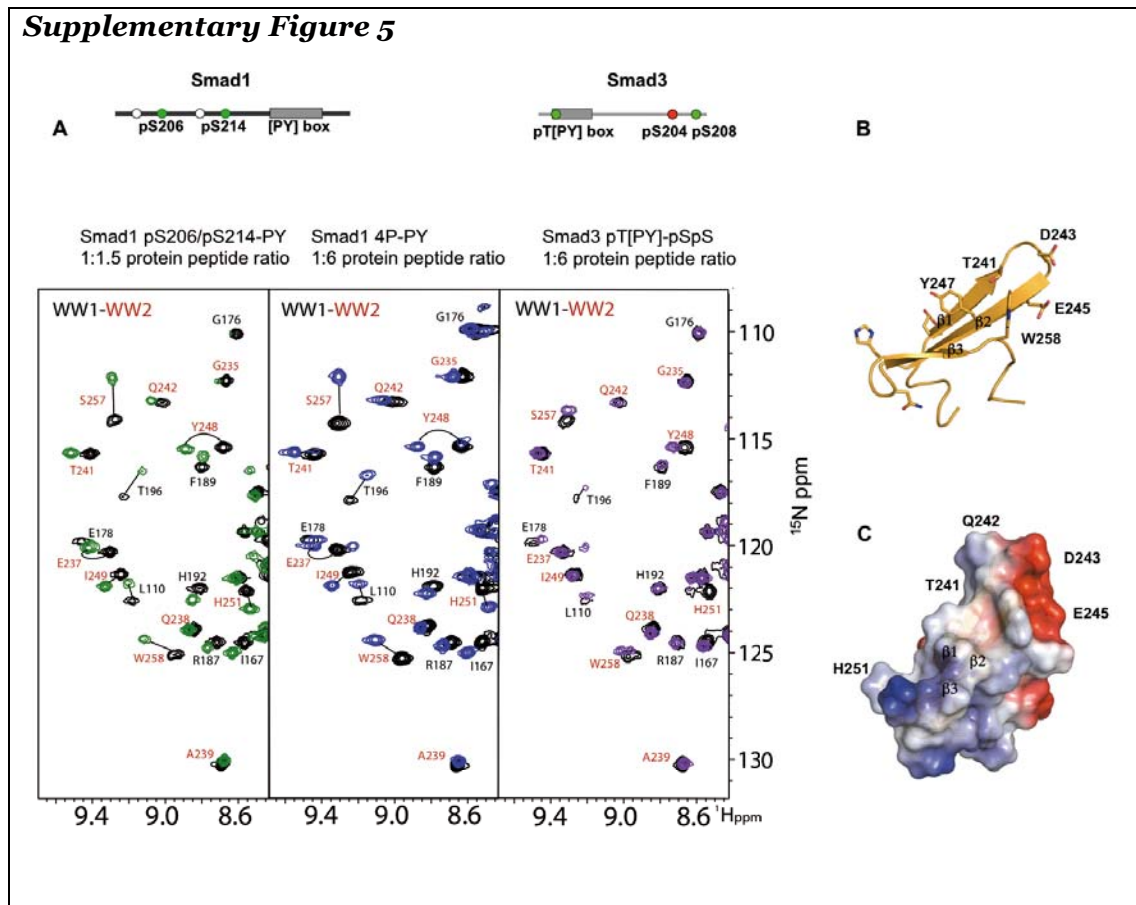 Supplementary Figure 5
Smad1
Smad3
A
pS206 pS214 [PY] box
pT[PY] box pS204 pS208
B
Smad1 pS206/pS214-PY
1:1.5 protein peptide ratio
Smad1 4P-PY
1:6 protein peptide ratio
Smad3 pT[PY]-pSpS
1:6 protein peptide ratio
WW1-WW2
G176
G235
Q242
S257
Y248
T241
F189
T196
E178
E237
I249
H192
L110
H251
Q238
W258
R187
I167
A239
9.4 9.0 8.6
WW1-WW2
G176
G235
Q242
S257
Y248
T241
F189
T196
E178
E237
I249
H192
L110
H251
Q238
W258
R187
I167
A239
9.4 9.0 8.6
WW1-WW2
G176
G235
Q242
S257
Y248
T241
F189
T196
E178
E237
I249
H192
L110
H251
Q238
W258
R187
I167
A239
9.4 9.0 8.6 ¹Hppm
110
115
120
125
130
¹⁵N ppm
D243
T241
Y247
E245
β1
β2
W258
β3
C
Q242
D243
T241
E245
β1
β2
H251
β3